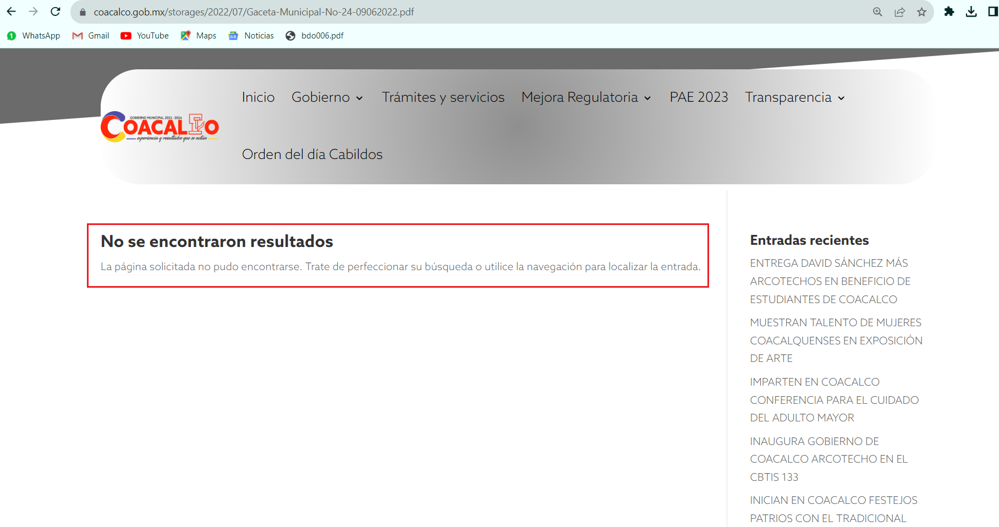 coacalco.gob.mx/storages/2022/07/Gaceta-Municipal-No-24-09062022.pdf
1 WhatsApp Gmail YouTube Maps Noticias bdo006.pdf
Inicio Gobierno Trámites y servicios Mejora Regulatoria PAE 2023 Transparencia
GOBIERNO MUNICIPAL 2022 - 2024
COACALCO
experiencia y resultados que se notan
Orden del día Cabildos
No se encontraron resultados
La página solicitada no pudo encontrarse. Trate de perfeccionar su búsqueda o utilice la navegación para localizar la entrada.
Entradas recientes
ENTREGA DAVID SÁNCHEZ MÁS
ARCOTECHOS EN BENEFICIO DE
ESTUDIANTES DE COACALCO
MUESTRAN TALENTO DE MUJERES
COACALQUENSES EN EXPOSICIÓN
DE ARTE
IMPARTEN EN COACALCO
CONFERENCIA PARA EL CUIDADO
DEL ADULTO MAYOR
INAUGURA GOBIERNO DE
COACALCO ARCOTECHO EN EL
CBTIS 133
INICIAN EN COACALCO FESTEJOS
PATRIOS CON EL TRADICIONAL